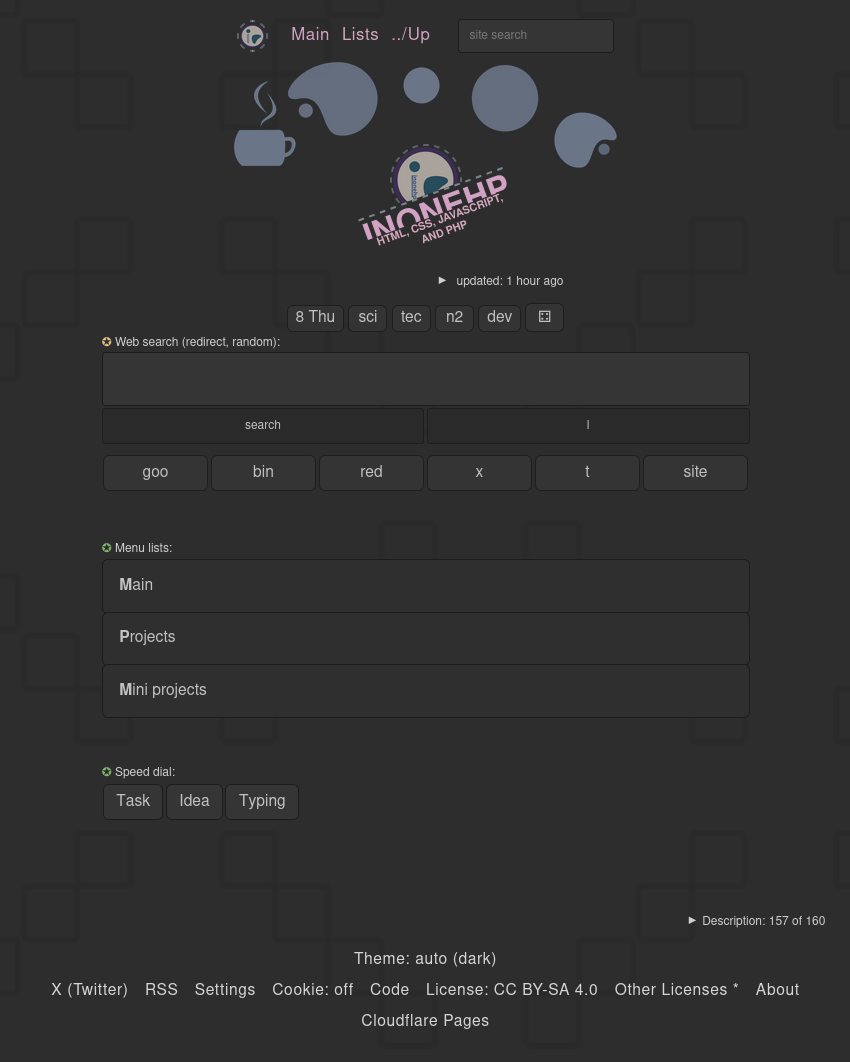 Main Lists ../Up site search
HTML, CSS, JAVASCRIPT,
AND PHP
► updated: 1 hour ago
8 Thu sci tec n2 dev ⚃
✪ Web search (redirect, random):
search l
goo bin red x t site
✪ Menu lists:
Main
Projects
Mini projects
✪ Speed dial:
Task Idea Typing
► Description: 157 of 160
Theme: auto (dark)
X (Twitter) RSS Settings Cookie: off Code License: CC BY-SA 4.0 Other Licenses * About
Cloudflare Pages